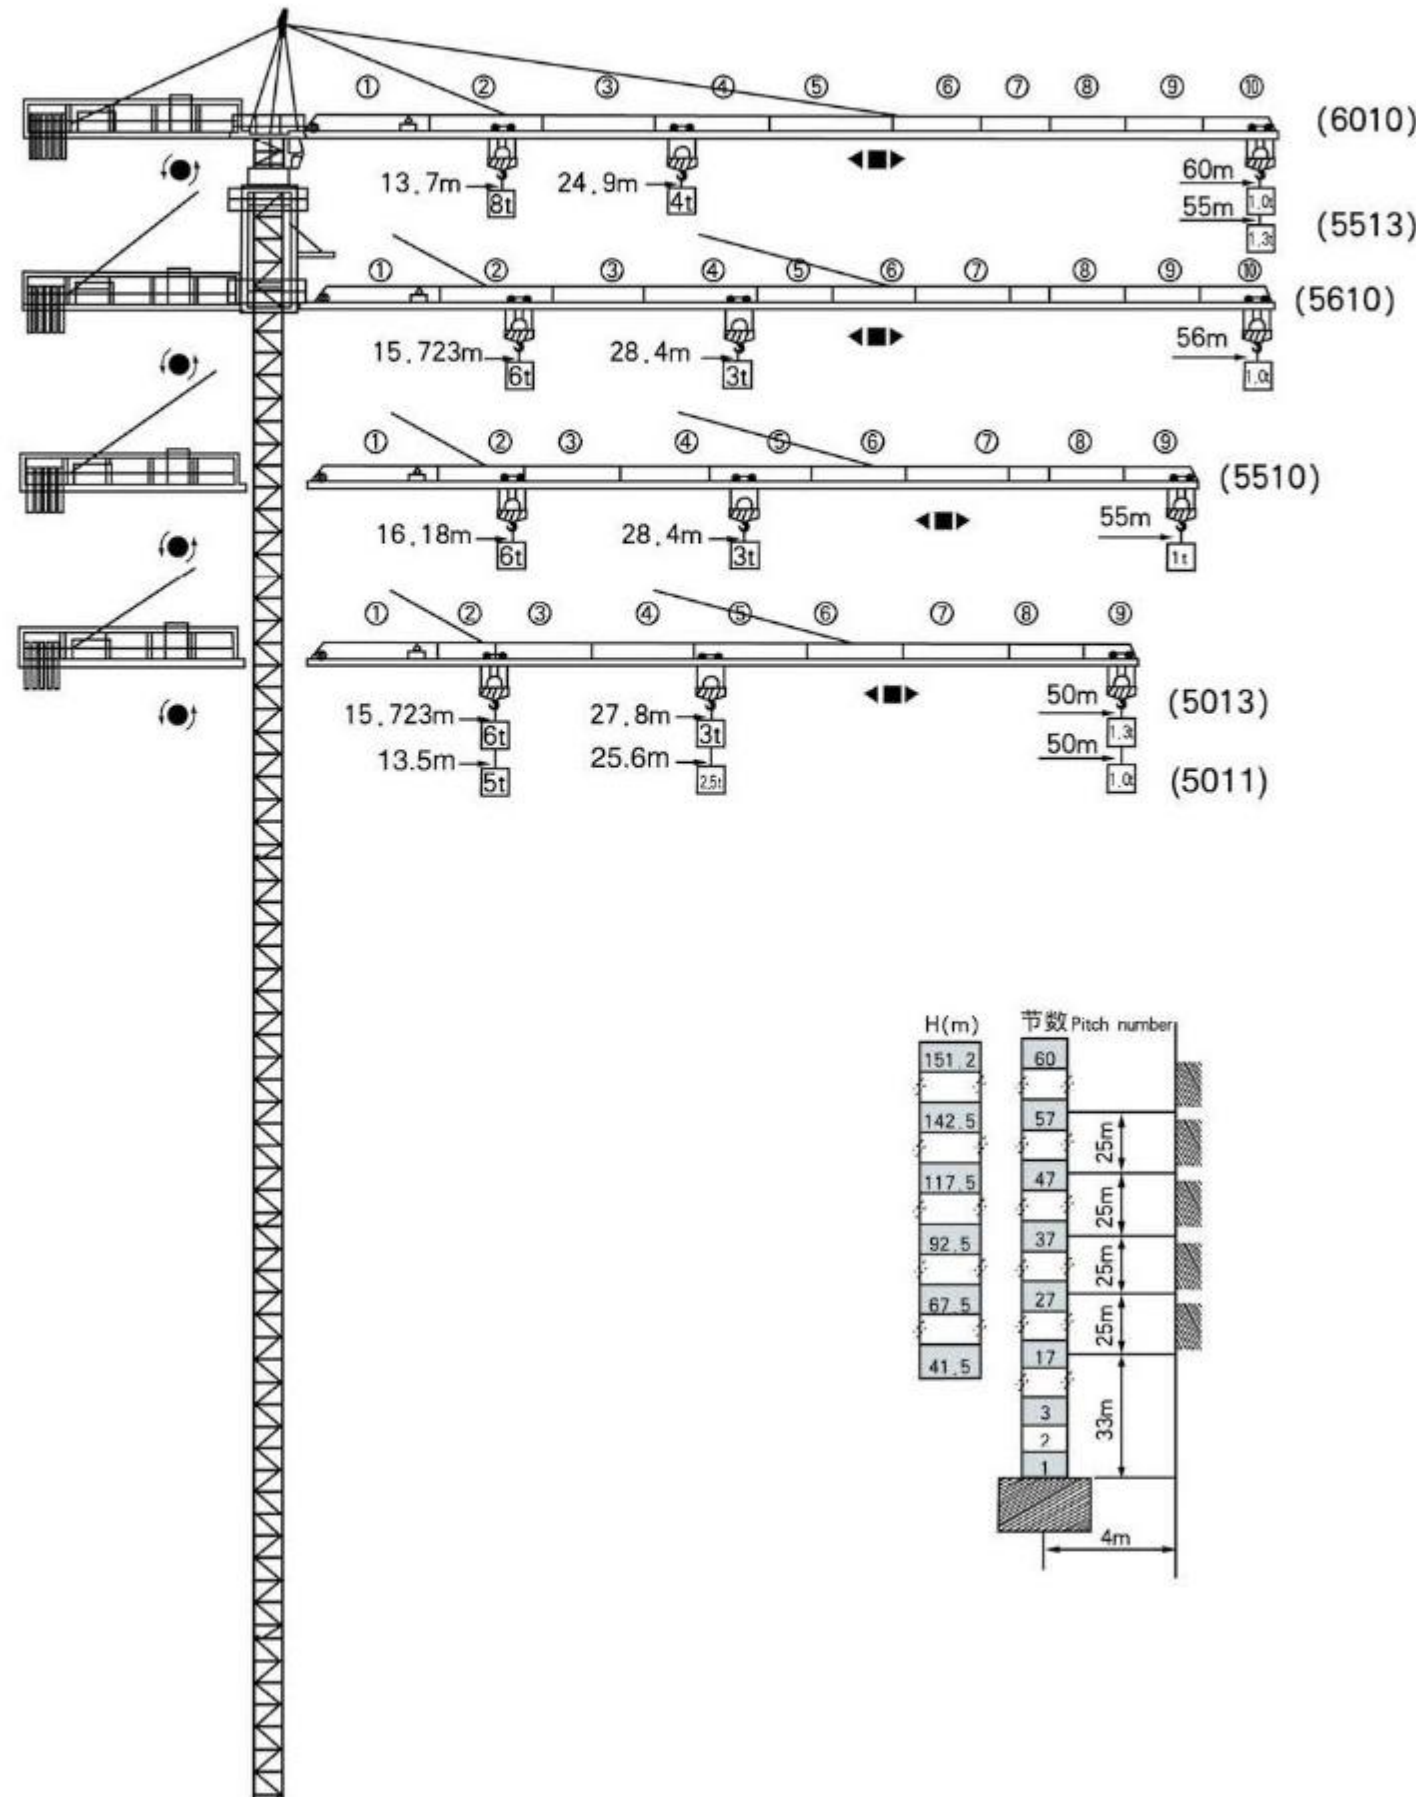 ① ② ③ ④ ⑤ ⑥ ⑦ ⑧ ⑨ ⑩
(6010)
13.7m 8t 24.9m 4t 60m 1.0t
55m 1.3t (5513)
① ② ③ ④ ⑤ ⑥ ⑦ ⑧ ⑨ ⑩
(5610)
15.723m 6t 28.4m 3t 56m 1.0t
① ② ③ ④ ⑤ ⑥ ⑦ ⑧ ⑨
(5510)
16.18m 6t 28.4m 3t 55m 1t
① ② ③ ④ ⑤ ⑥ ⑦ ⑧ ⑨
15.723m 6t 27.8m 3t 50m 1.3t (5013)
13.5m 5t 25.6m 2.5t 50m 1.0t (5011)
H(m) 节数 Pitch number
151.2 60
142.5 57
25m
117.5 47
25m
92.5 37
25m
67.5 27
25m
41.5 17
3
33m
2
1
4m